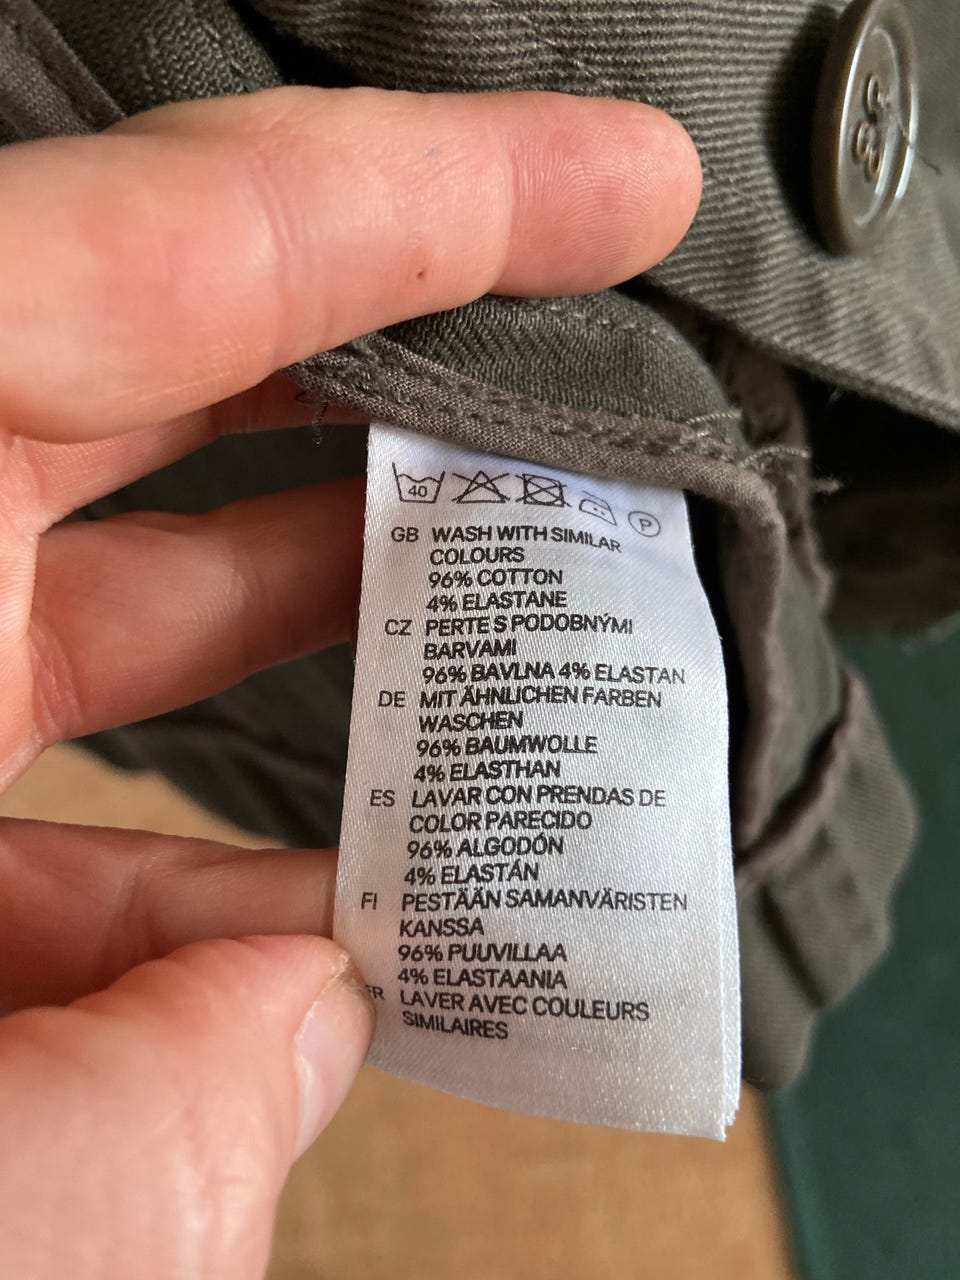 40 P
GB WASH WITH SIMILAR
COLOURS
96% COTTON
4% ELASTANE
CZ PERTE S PODOBNÝMI
BARVAMI
96% BAVLNA 4% ELASTAN
DE MIT ÄHNLICHEN FARBEN
WASCHEN
96% BAUMWOLLE
4% ELASTHAN
ES LAVAR CON PRENDAS DE
COLOR PARECIDO
96% ALGODÓN
4% ELASTÁN
FI PESTÄÄN SAMANVÄRISTEN
KANSSA
96% PUUVILLAA
4% ELASTAANIA
FR LAVER AVEC COULEURS
SIMILAIRES